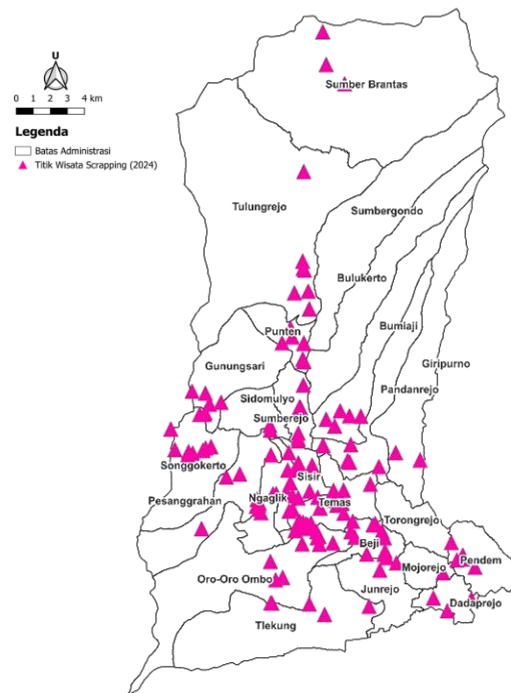 U
0 1 2 3 4 km
Legenda
Batas Administrasi
Titik Wisata Scrapping (2024)
Sumber Brantas
Tulungrejo
Sumbergondo
Bulukerto
Punten
Bumiaji
Gunungsari
Giripurno
Pandanrejo
Sidomulyo
Sumberejo
Songgokerto
Sisir
Pesanggrahan
Ngaglik
Temas
Torongrejo
Beji
Pendem
Mojorejo
Oro-Oro Ombo
Junrejo
Dadaprejo
Tlekung